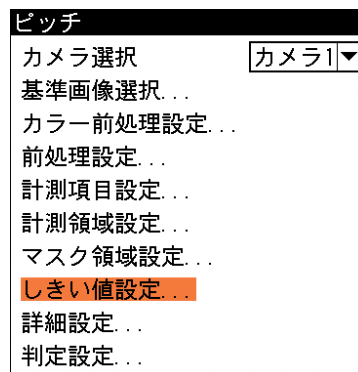 ピッチ
カメラ選択 カメラ1▼
基準画像選択...
カラー前処理設定...
前処理設定...
計測項目設定...
計測領域設定...
マスク領域設定...
しきい値設定...
詳細設定...
判定設定...